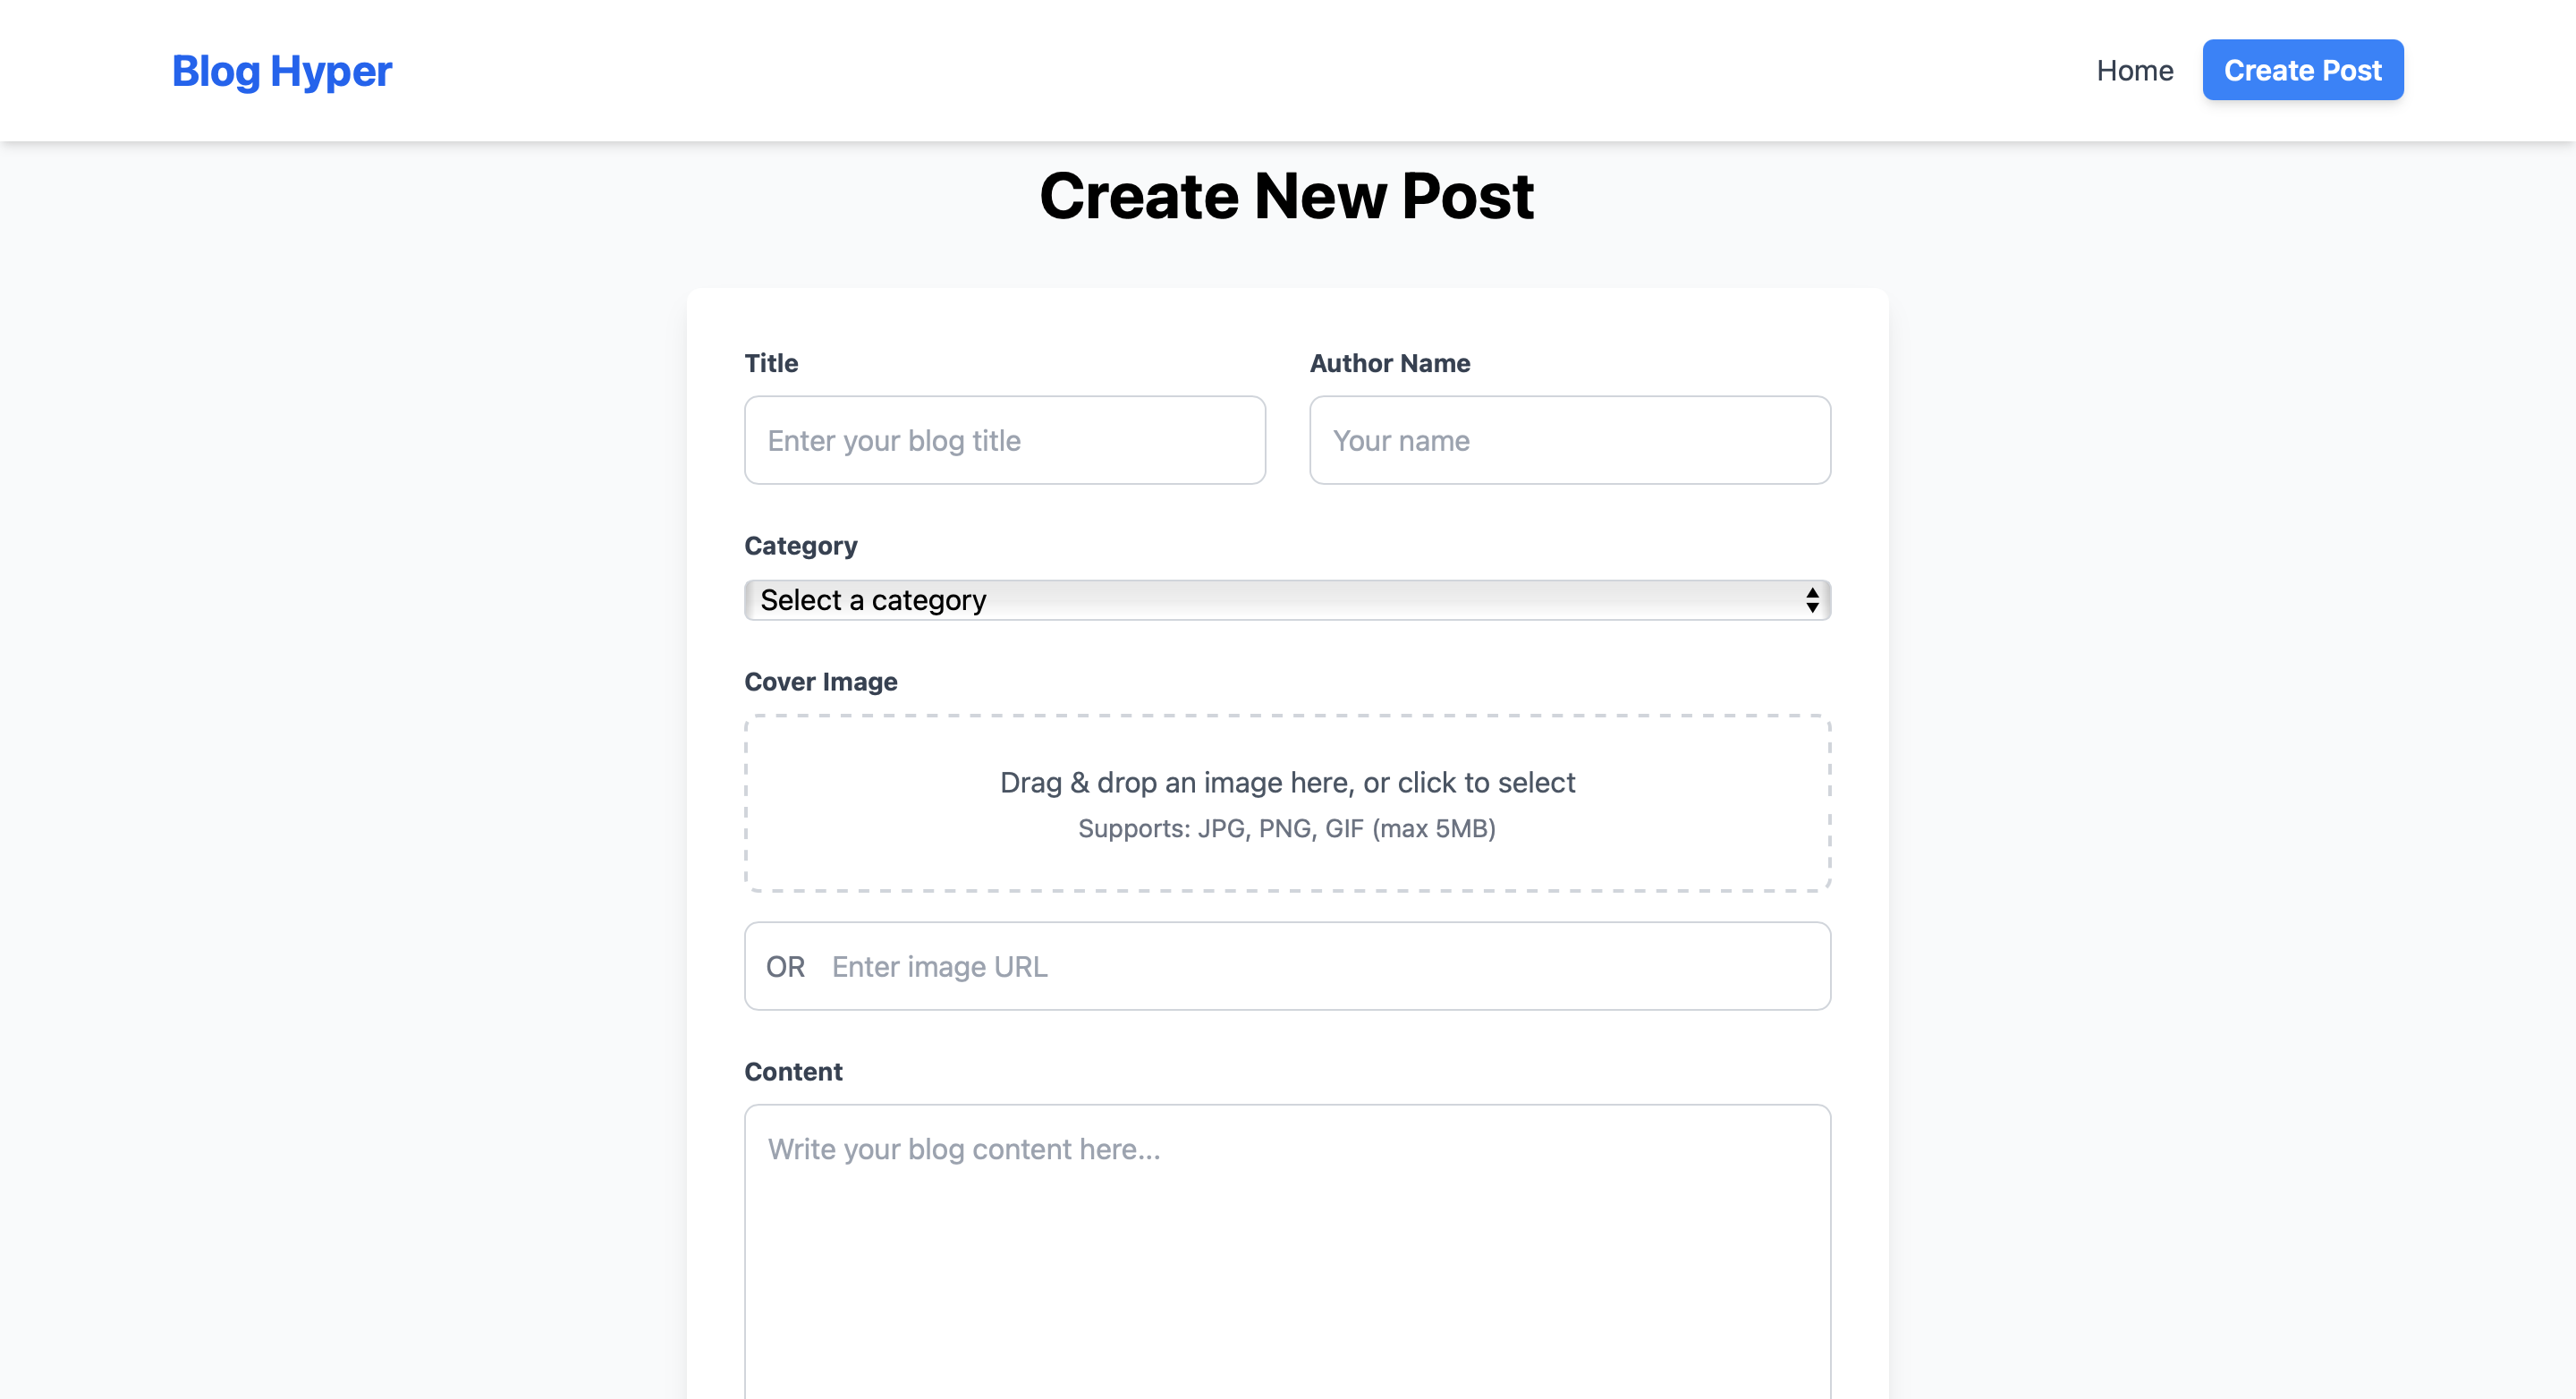 Blog Hyper
Home
Create Post
Create New Post
Title
Author Name
Enter your blog title
Your name
Category
Select a category
Cover Image
Drag & drop an image here, or click to select
Supports: JPG, PNG, GIF (max 5MB)
OR
Enter image URL
Content
Write your blog content here...